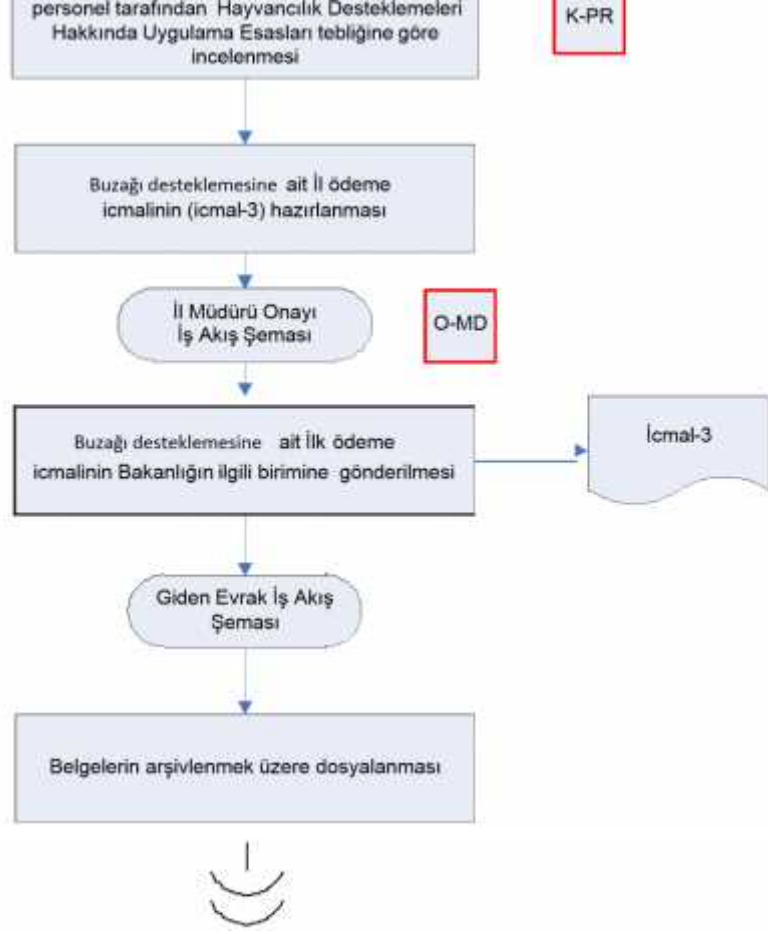 personel tarafından Hayvancılık Desteklemeleri
Hakkında Uygulama Esasları tebliğine göre
incelenmesi
K-PR
Buzağı desteklemesine ait İl ödeme
icmalinin (icmal-3) hazırlanması
İl Müdürü Onayı
İş Akış Şeması
O-MD
Buzağı desteklemesine ait İlk ödeme
icmalinin Bakanlığın ilgili birimine gönderilmesi
İcmal-3
Giden Evrak İş Akış
Şeması
Belgelerin arşivlenmek üzere dosyalanması